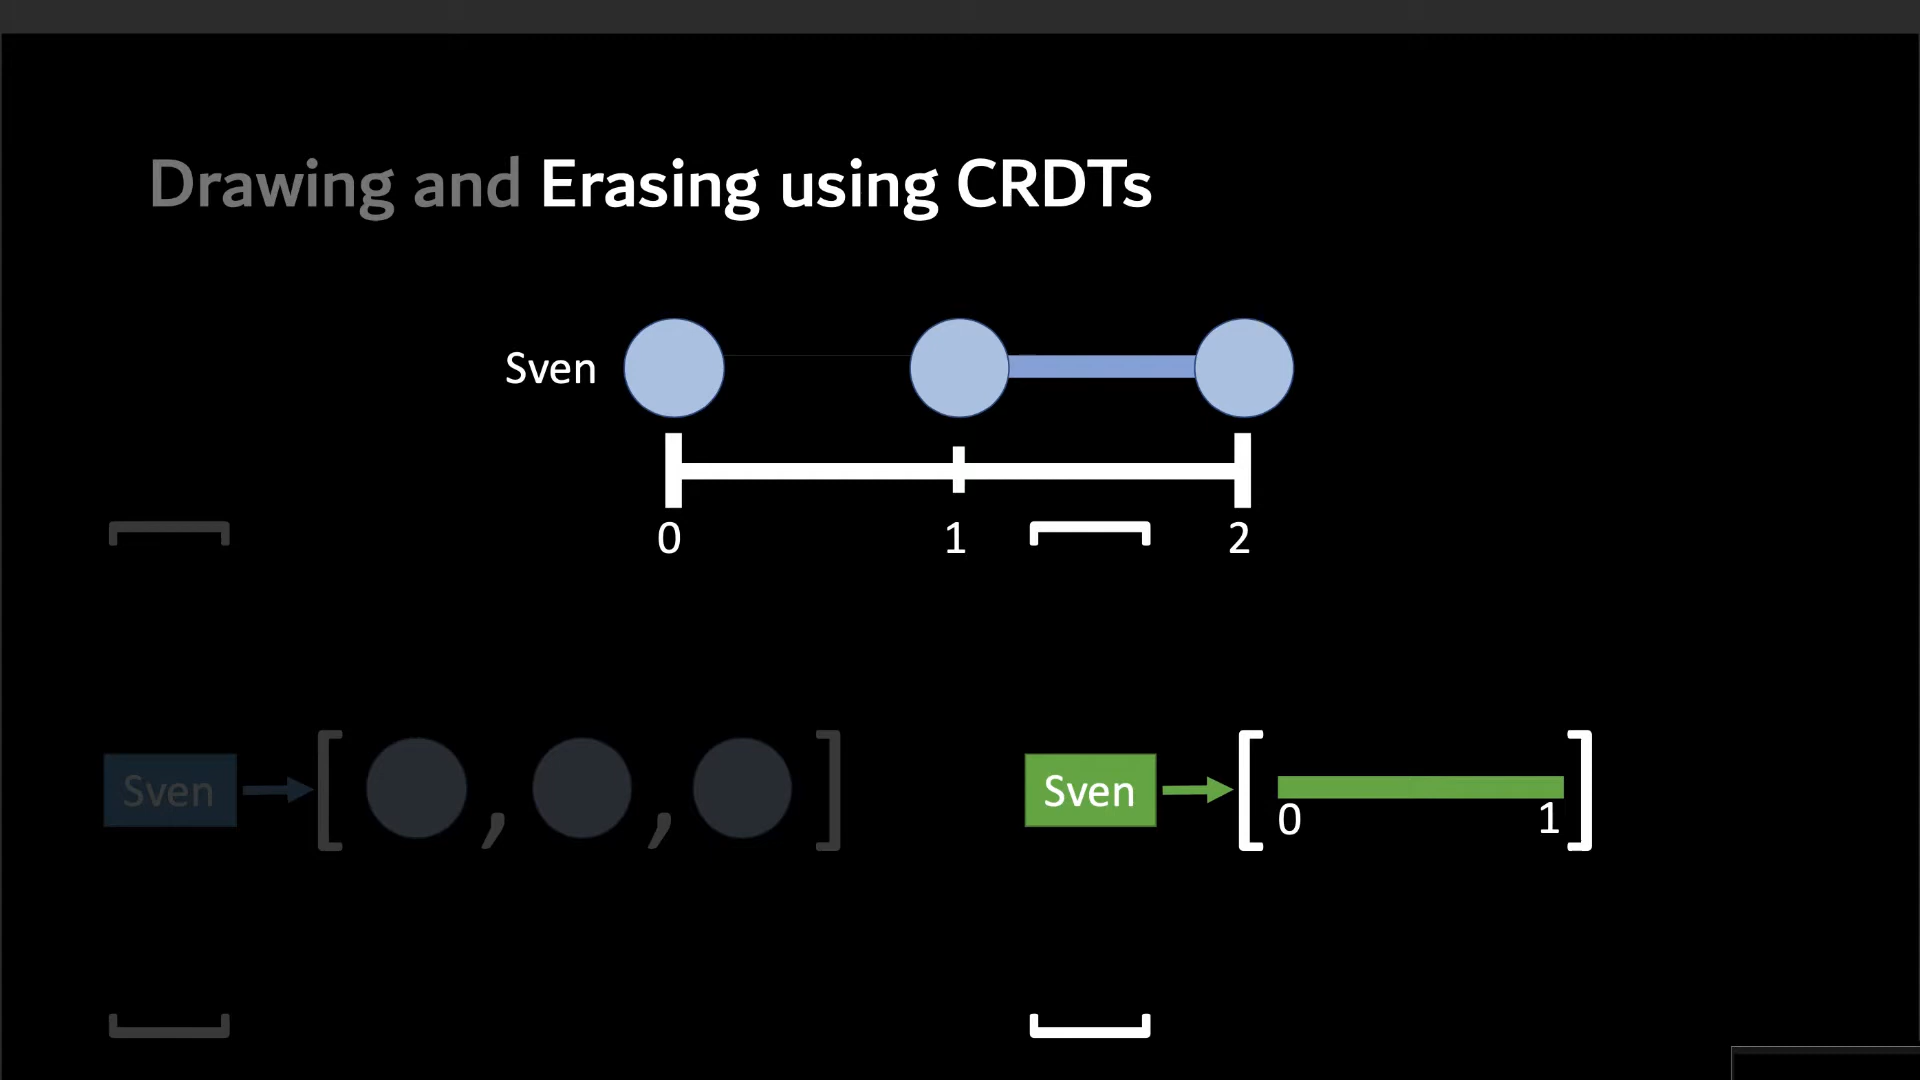 Drawing and Erasing using CRDTs
Sven
0 1 2
Sven [ , , ] Sven [ 0 1 ]